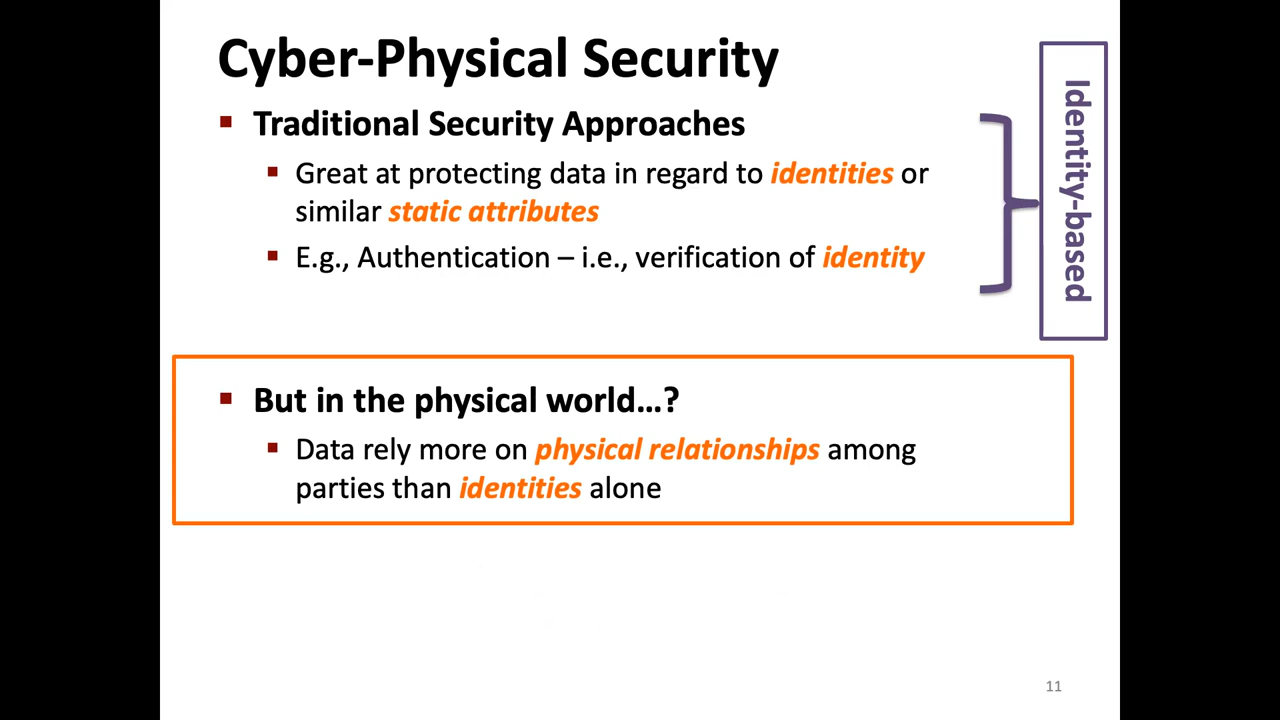 Cyber-Physical Security
▪ Traditional Security Approaches
▪ Great at protecting data in regard to identities or
similar static attributes
▪ E.g., Authentication – i.e., verification of identity
Identity-based
▪ But in the physical world…?
▪ Data rely more on physical relationships among
parties than identities alone
11